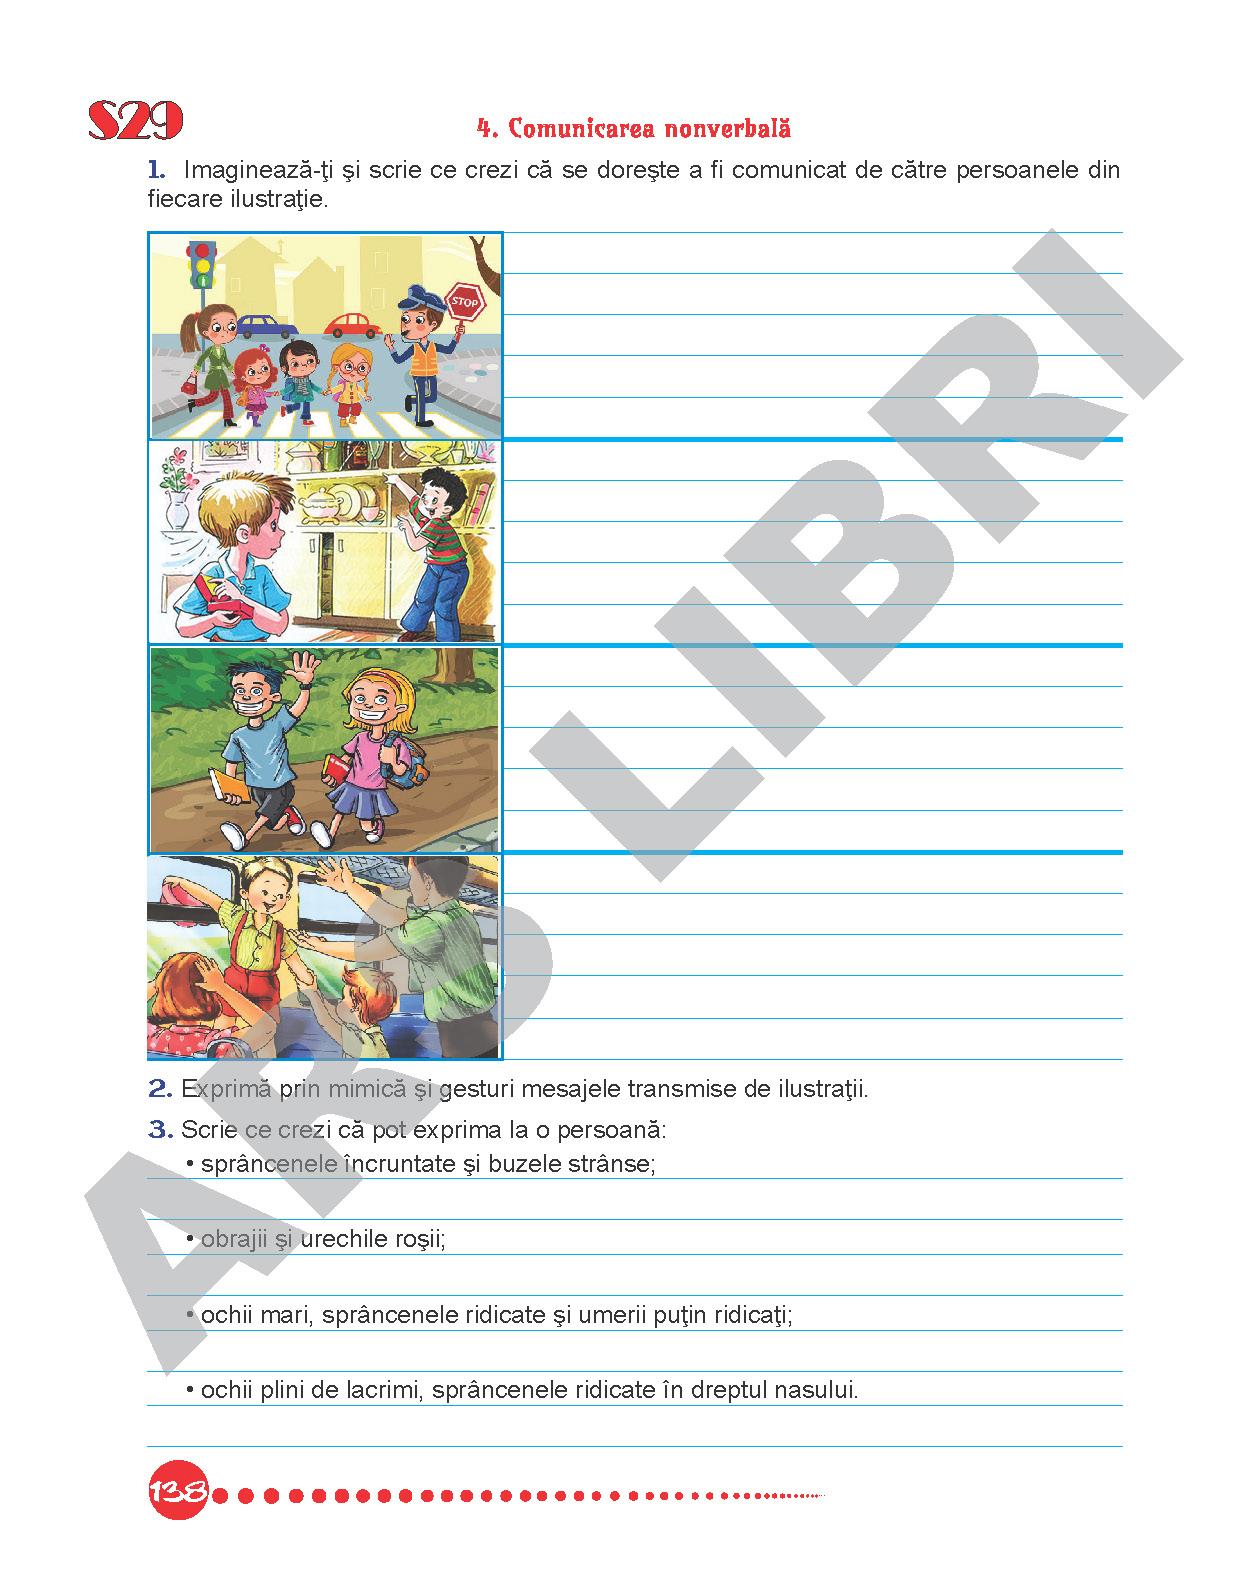 S29
4. Comunicarea nonverbală
1. Imaginează-ţi şi scrie ce crezi că se doreşte a fi comunicat de către persoanele din
fiecare ilustraţie.
STOP
2. Exprimă prin mimică şi gesturi mesajele transmise de ilustraţii.
3. Scrie ce crezi că pot exprima la o persoană:
• sprâncenele încruntate şi buzele strânse;
• obrajii şi urechile roşii;
• ochii mari, sprâncenele ridicate şi umerii puţin ridicaţi;
• ochii plini de lacrimi, sprâncenele ridicate în dreptul nasului.
138
ARS LIBRI